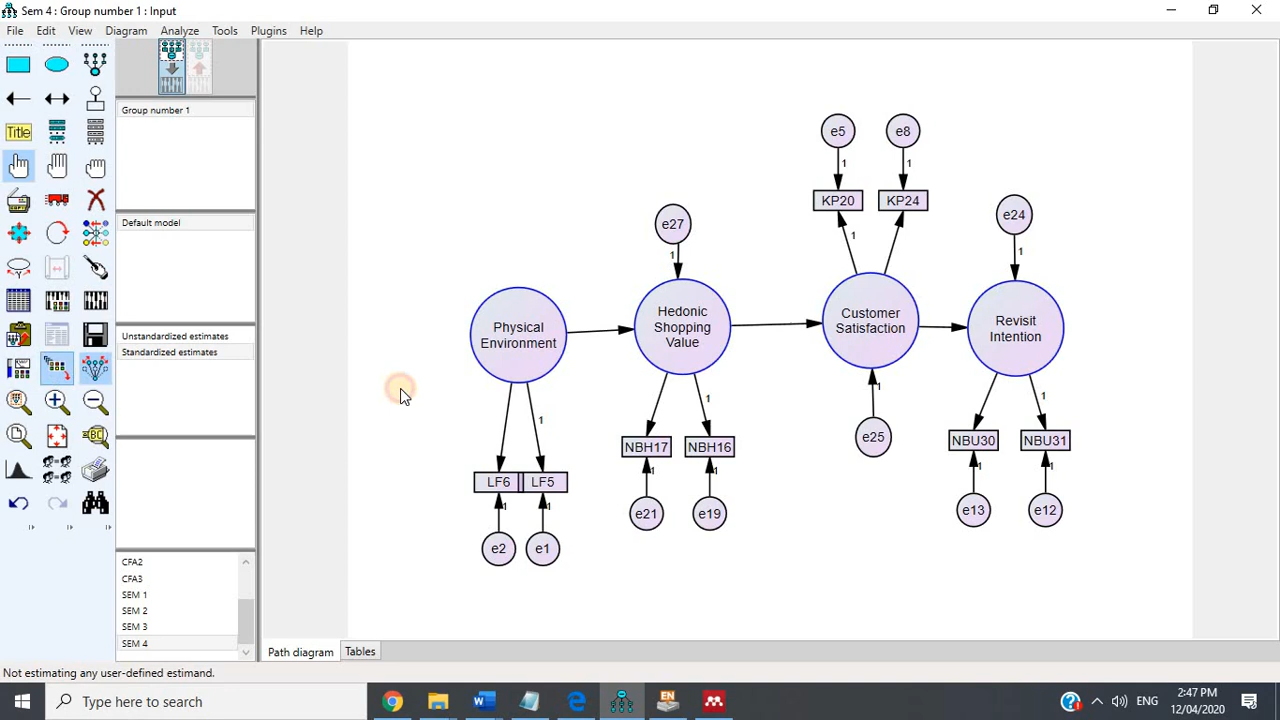 Sem 4 : Group number 1 : Input
File Edit View Diagram Analyze Tools Plugins Help
Title
Group number 1
Default model
Unstandardized estimates
Standardized estimates
ABC
CFA2
CFA3
SEM 1
SEM 2
SEM 3
SEM 4
e5 e8
1 1
KP20 KP24
e27 e24
1
1 1
Physical
Environment
Hedonic
Shopping
Value
Customer
Satisfaction
Revisit
Intention
1 1 1 1
LF6 LF5
NBH17 NBH16
NBU30 NBU31
1 1 1 1 1 1
e2 e1
e21 e19
e25
e13 e12
Path diagram Tables
Not estimating any user-defined estimand.
Type here to search
EN
ENG
2:47 PM
12/04/2020